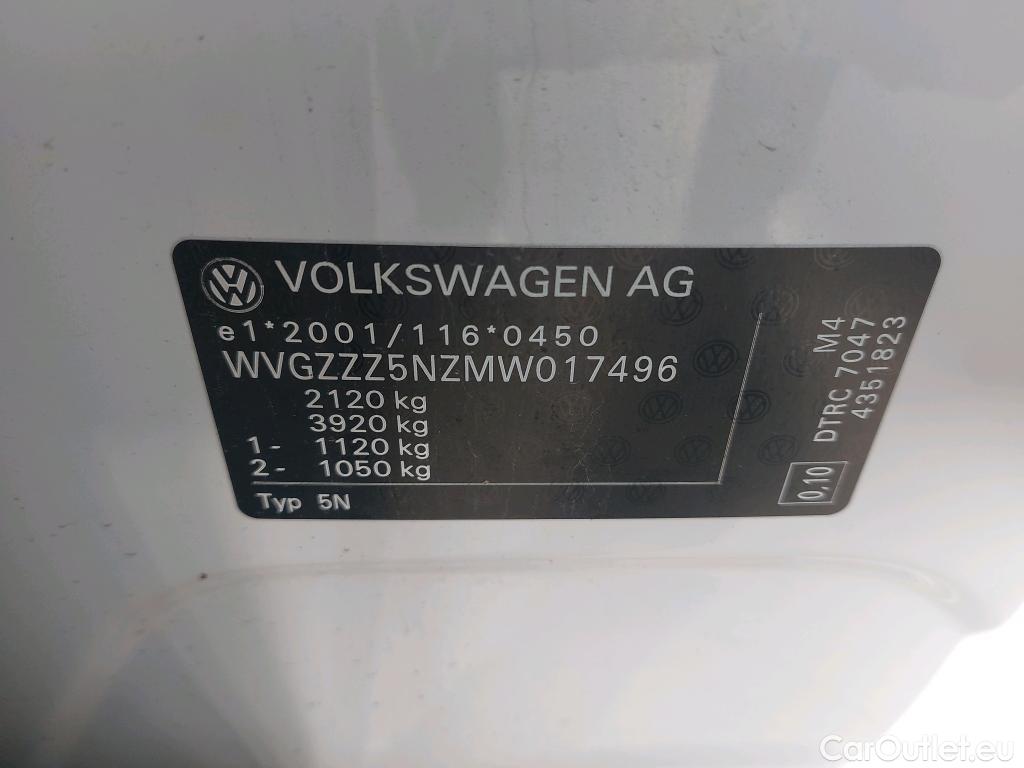 VOLKSWAGEN AG
e1*2001/116*0450
WVGZZZ5NZMW017496
2120 kg
3920 kg
1- 1120 kg
2- 1050 kg
Typ 5N
M4
DTRC 7047
4351823
0,10
CarOutlet.eu